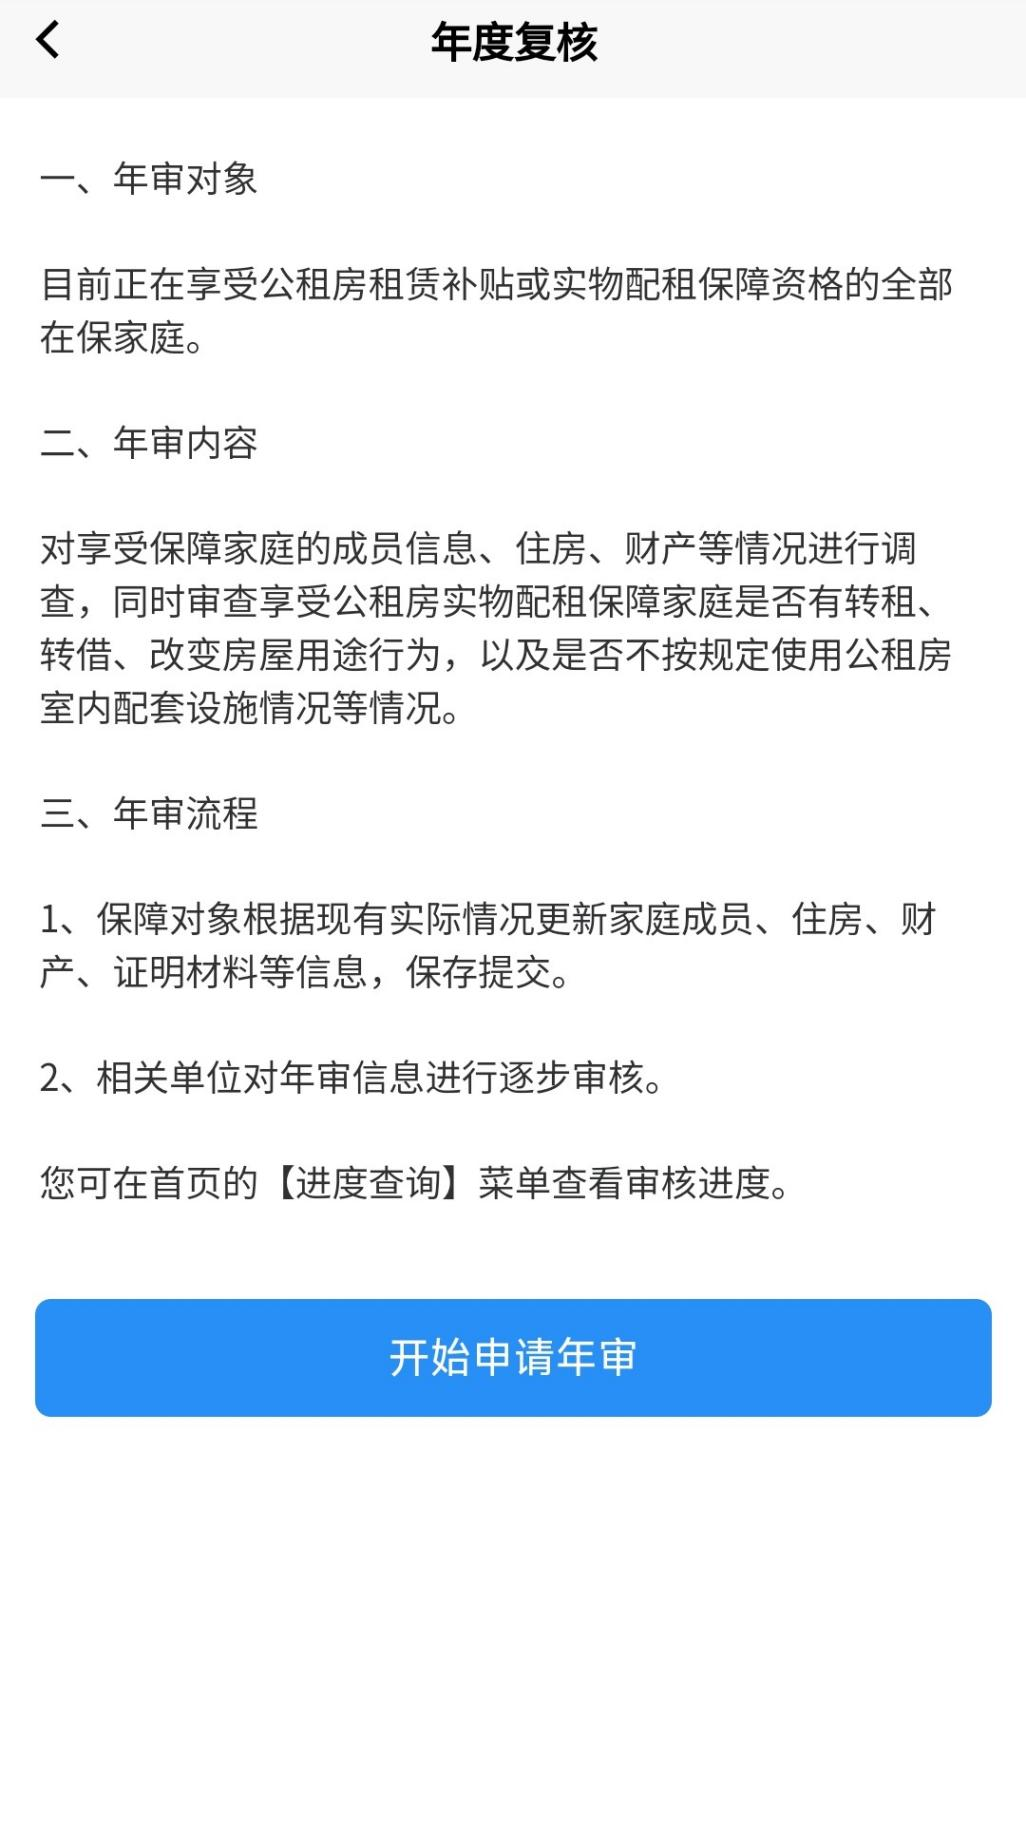 年度复核
一、年审对象
目前正在享受公租房租赁补贴或实物配租保障资格的全部
在保家庭。
二、年审内容
对享受保障家庭的成员信息、住房、财产等情况进行调
查，同时审查享受公租房实物配租保障家庭是否有转租、
转借、改变房屋用途行为，以及是否不按规定使用公租房
室内配套设施情况等情况。
三、年审流程
1、保障对象根据现有实际情况更新家庭成员、住房、财
产、证明材料等信息，保存提交。
2、相关单位对年审信息进行逐步审核。
您可在首页的【进度查询】菜单查看审核进度。
开始申请年审